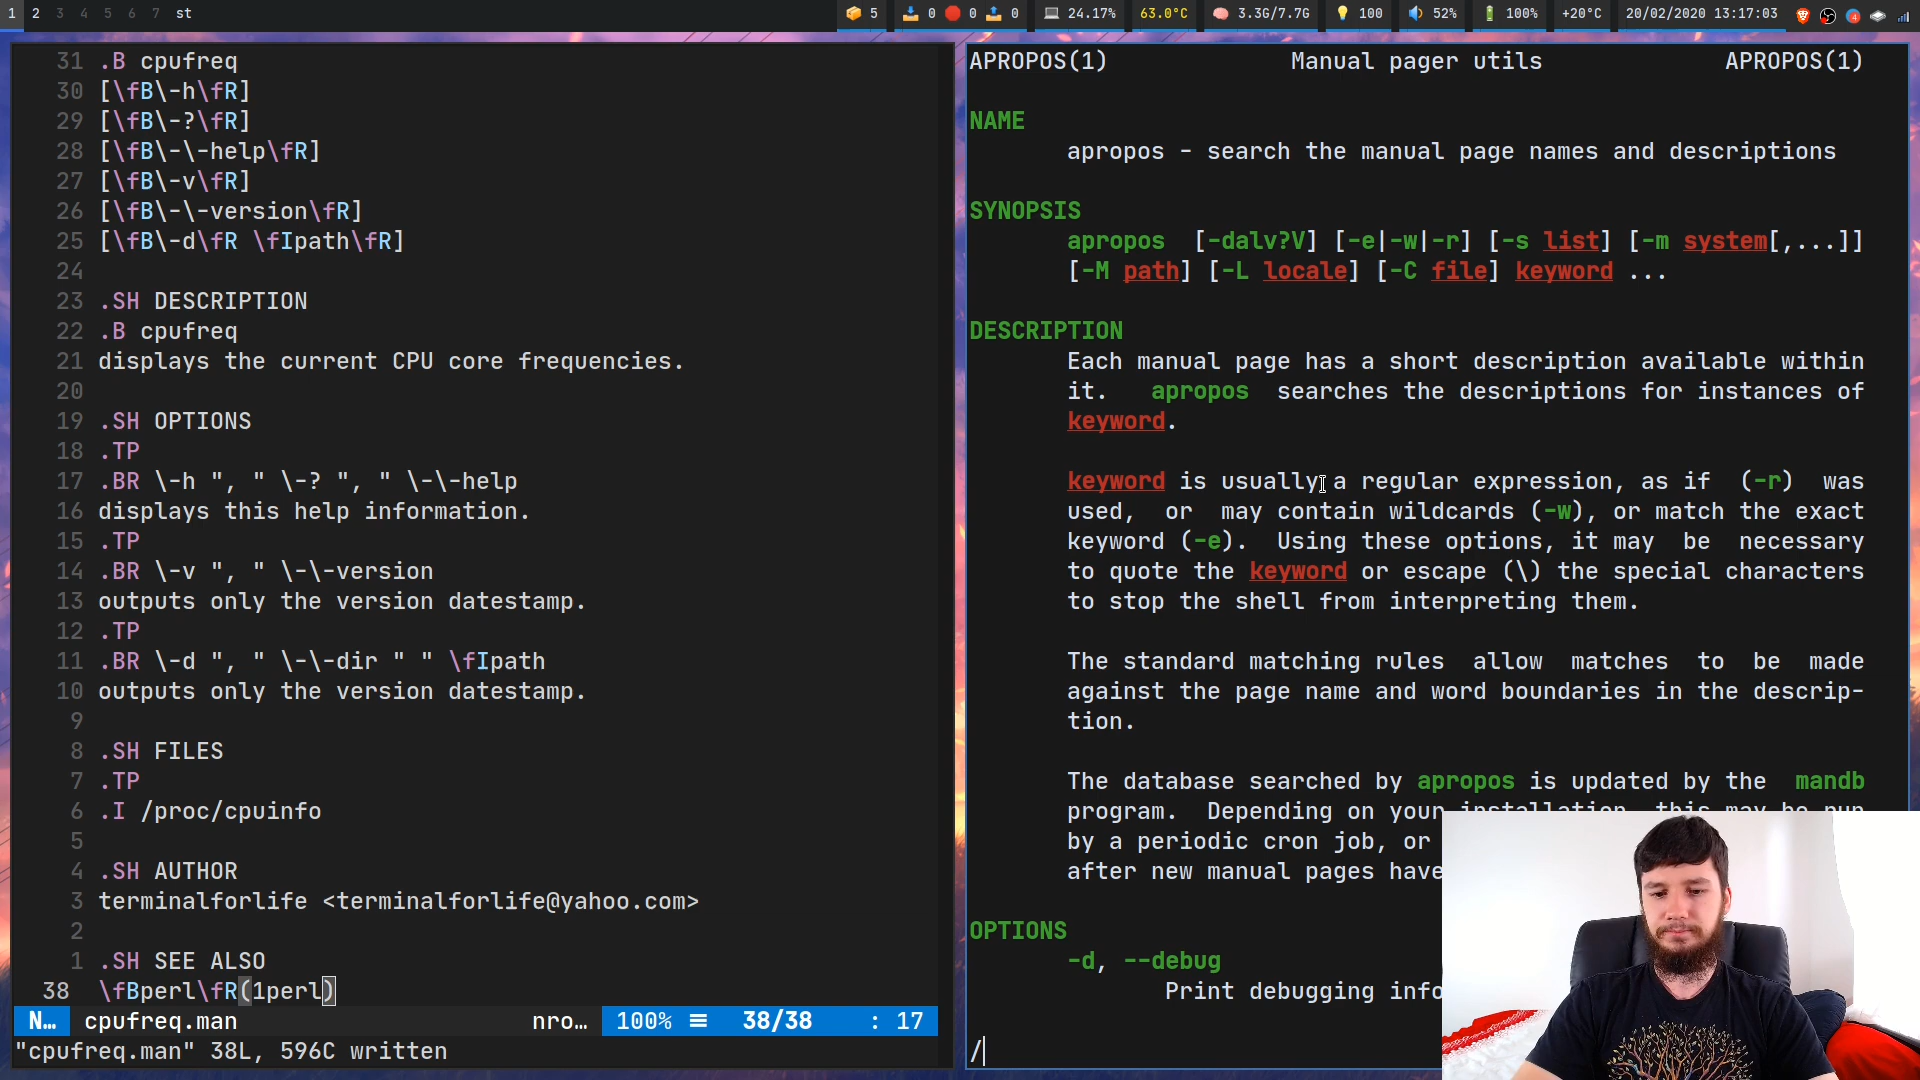 1 2 3 4 5 6 7 st
5 0 0 0 24.17% 63.0°C 3.3G/7.7G 100 52% 100% +20°C 20/02/2020 13:17:03
31 .B cpufreq
30 [\fB\-h\fR]
29 [\fB\-?\fR]
28 [\fB\-\-help\fR]
27 [\fB\-v\fR]
26 [\fB\-\-version\fR]
25 [\fB\-d\fR \fIpath\fR]
24
23 .SH DESCRIPTION
22 .B cpufreq
21 displays the current CPU core frequencies.
20
19 .SH OPTIONS
18 .TP
17 .BR \-h ", " \-? ", " \-\-help
16 displays this help information.
15 .TP
14 .BR \-v ", " \-\-version
13 outputs only the version datestamp.
12 .TP
11 .BR \-d ", " \-\-dir " " \fIpath
10 outputs only the version datestamp.
9
8 .SH FILES
7 .TP
6 .I /proc/cpuinfo
5
4 .SH AUTHOR
3 terminalforlife <terminalforlife@yahoo.com>
2
1 .SH SEE ALSO
38 \fBperl\fR(1perl)
N… cpufreq.man nro… 100% ≡ 38/38 : 17
"cpufreq.man" 38L, 596C written
APROPOS(1) Manual pager utils APROPOS(1)
NAME
apropos - search the manual page names and descriptions
SYNOPSIS
apropos [-dalv?V] [-e|-w|-r] [-s list] [-m system[,...]]
[-M path] [-L locale] [-C file] keyword ...
DESCRIPTION
Each manual page has a short description available within
it. apropos searches the descriptions for instances of
keyword.
keyword is usually a regular expression, as if (-r) was
used, or may contain wildcards (-w), or match the exact
keyword (-e). Using these options, it may be necessary
to quote the keyword or escape (\) the special characters
to stop the shell from interpreting them.
The standard matching rules allow matches to be made
against the page name and word boundaries in the descrip-
tion.
The database searched by apropos is updated by the mandb
program. Depending on your installation, this may be run
by a periodic cron job, or
after new manual pages have
OPTIONS
-d, --debug
Print debugging info
/